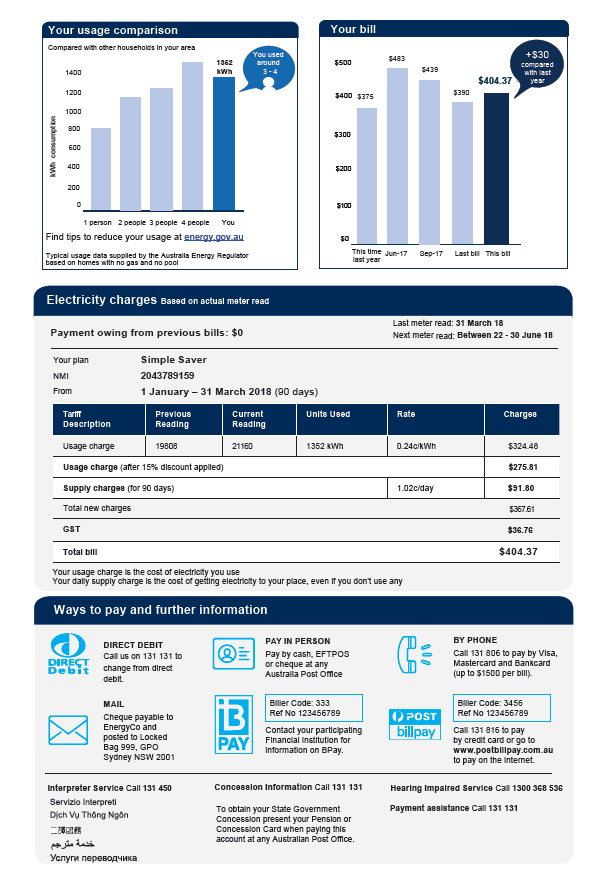 Your usage comparison
Compared with other households in your area
1400
1200
1000
800
600
400
200
0
kWh consumption
1352
kWh
You used
around
3 - 4
1 person 2 people 3 people 4 people You
Find tips to reduce your usage at energy.gov.au
Typical usage data supplied by the Australia Energy Regulator
based on homes with no gas and no pool
Your bill
$500
$400
$300
$200
$100
$0
$375
$483
$439
$390
$404.37
+$30
compared
with last
year
This time
last year
Jun-17
Sep-17
Last bill
This bill
Electricity charges Based on actual meter read
Payment owing from previous bills: $0
Last meter read: 31 March 18
Next meter read: Between 22 - 30 June 18
Your plan Simple Saver
NMI 2043789159
From 1 January – 31 March 2018 (90 days)
Tariff Description Previous Reading Current Reading Units Used Rate Charges
Usage charge 19808 21160 1352 kWh 0.24c/kWh $324.48
Usage charge (after 15% discount applied) $275.81
Supply charges (for 90 days) 1.02c/day $91.80
Total new charges $367.61
GST $36.76
Total bill $404.37
Your usage charge is the cost of electricity you use
Your daily supply charge is the cost of getting electricity to your place, even if you don't use any
Ways to pay and further information
DIRECT
Debit
DIRECT DEBIT
Call us on 131 131 to
change from direct
debit.
PAY IN PERSON
Pay by cash, EFTPOS
or cheque at any
Australia Post Office
BY PHONE
Call 131 806 to pay by Visa,
Mastercard and Bankcard
(up to $1500 per bill).
MAIL
Cheque payable to
EnergyCo and
posted to Locked
Bag 999, GPO
Sydney NSW 2001
B
PAY
Biller Code: 333
Ref No 123456789
Contact your participating
Financial institution for
information on BPay.
POST
billpay
Biller Code: 3456
Ref No 123456789
Call 131 816 to pay
by credit card or go to
www.postbillpay.com.au
to pay on the internet.
Interpreter Service Call 131 450
Servizio Interpreti
Dịch Vụ Thông Ngôn
خدمة مترجم
Услуги переводчика
Concession Information Call 131 131
To obtain your State Government
Concession present your Pension or
Concession Card when paying this
account at any Australian Post Office.
Hearing Impaired Service Call 1300 368 536
Payment assistance Call 131 131